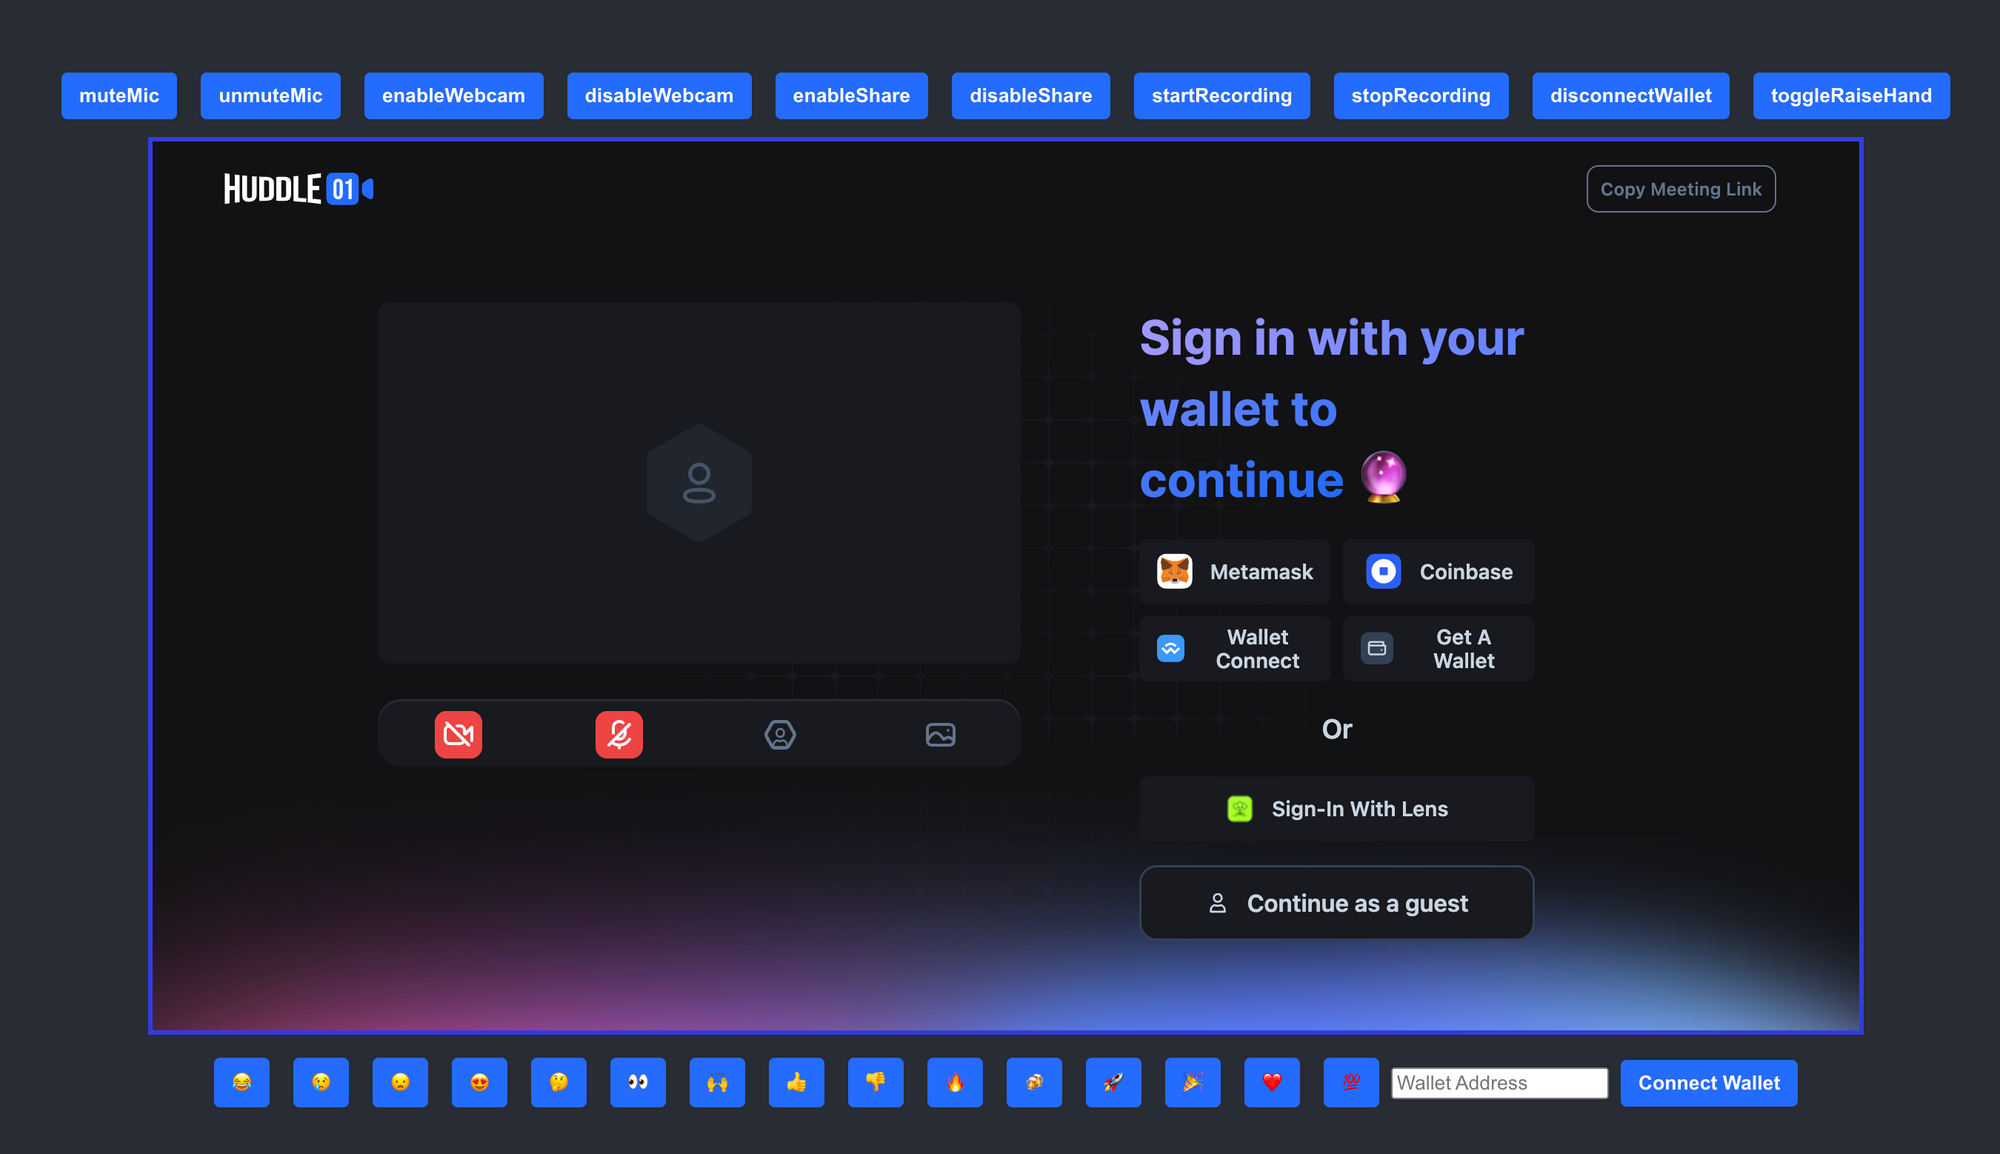 muteMic unmuteMic enableWebcam disableWebcam enableShare disableShare startRecording stopRecording disconnectWallet toggleRaiseHand
HUDDLE 01
Copy Meeting Link
Sign in with your
wallet to
continue 🔮
Metamask Coinbase
Wallet
Connect
Get A
Wallet
Or
Sign-In With Lens
Continue as a guest
😂 😢 😦 😍 🤔 👀 🙌 👍 👎 🔥 🍻 🚀 🎉 ❤️ 💯 Wallet Address Connect Wallet